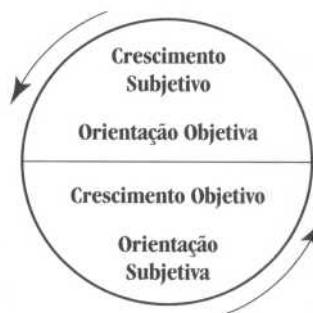 Crescimento
Subjetivo
Orientação Objetiva
Crescimento Objetivo
Orientação
Subjetiva